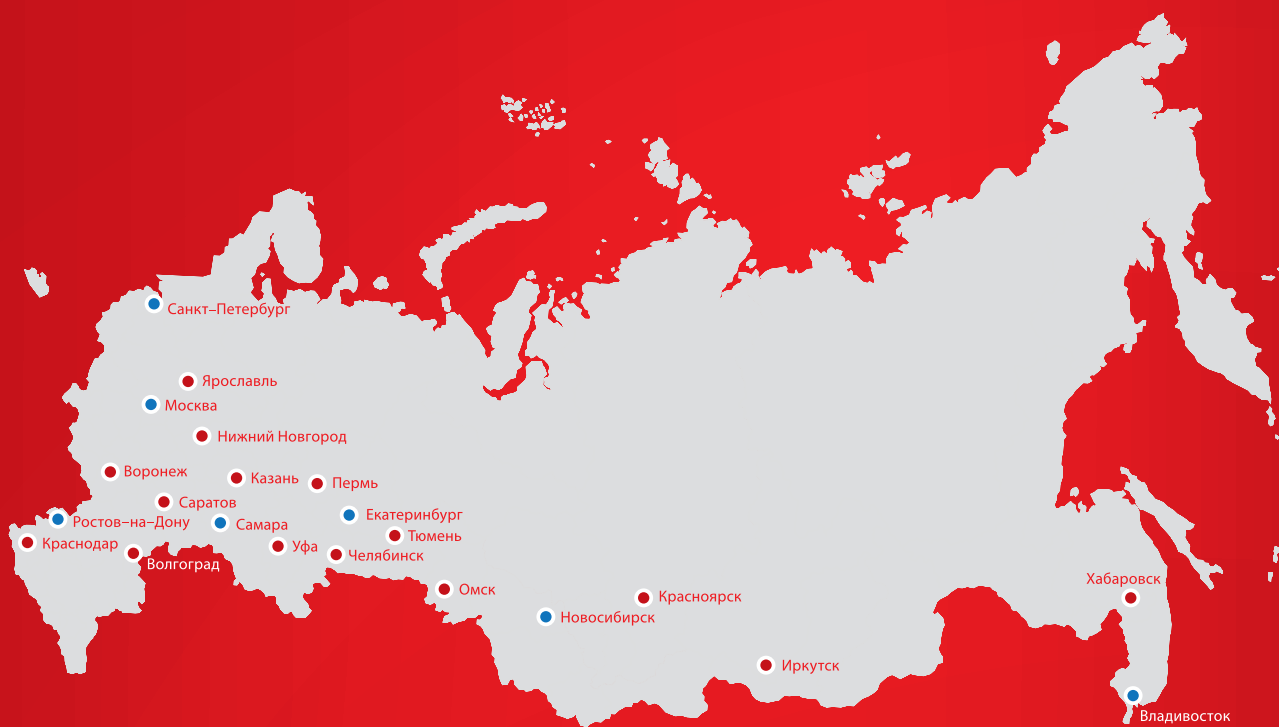 Санкт–Петербург
Ярославль
Москва
Нижний Новгород
Воронеж
Казань
Пермь
Саратов
Екатеринбург
Ростов–на–Дону
Самара
Тюмень
Краснодар
Уфа
Челябинск
Волгоград
Хабаровск
Омск
Красноярск
Новосибирск
Иркутск
Владивосток